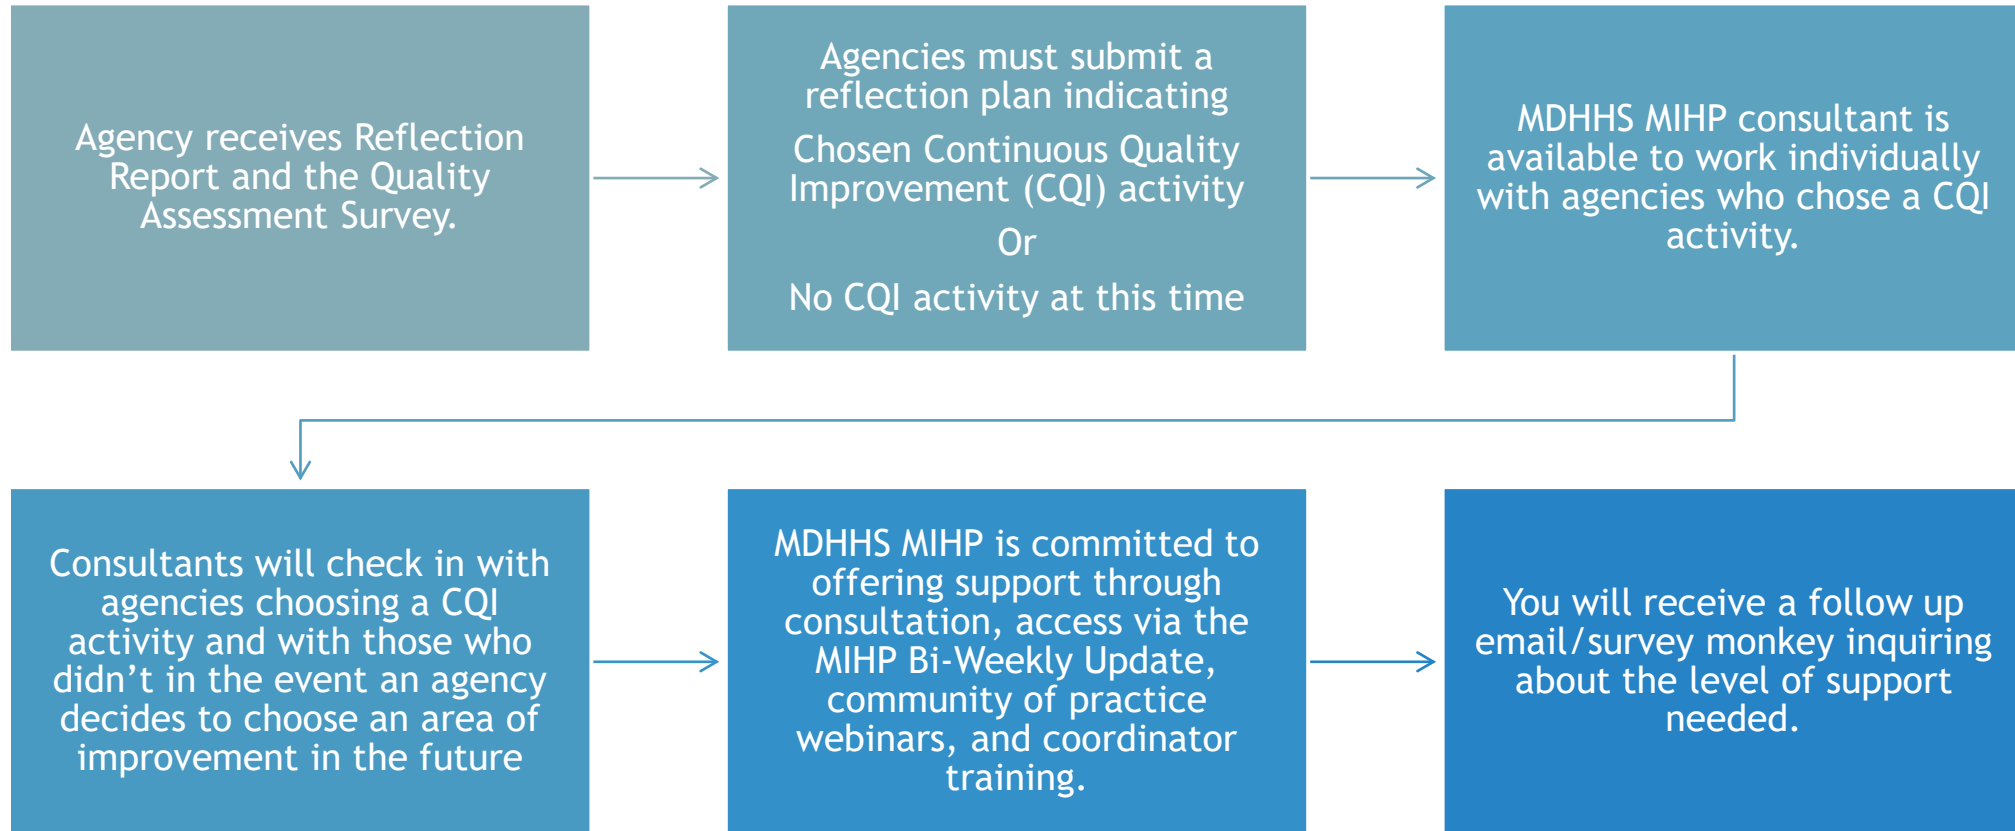 Agency receives Reflection
Report and the Quality
Assessment Survey.
Agencies must submit a
reflection plan indicating
Chosen Continuous Quality
Improvement (CQI) activity
Or
No CQI activity at this time
MDHHS MIHP consultant is
available to work individually
with agencies who chose a CQI
activity.
Consultants will check in with
agencies choosing a CQI
activity and with those who
didn’t in the event an agency
decides to choose an area of
improvement in the future
MDHHS MIHP is committed to
offering support through
consultation, access via the
MIHP Bi-Weekly Update,
community of practice
webinars, and coordinator
training.
You will receive a follow up
email/survey monkey inquiring
about the level of support
needed.